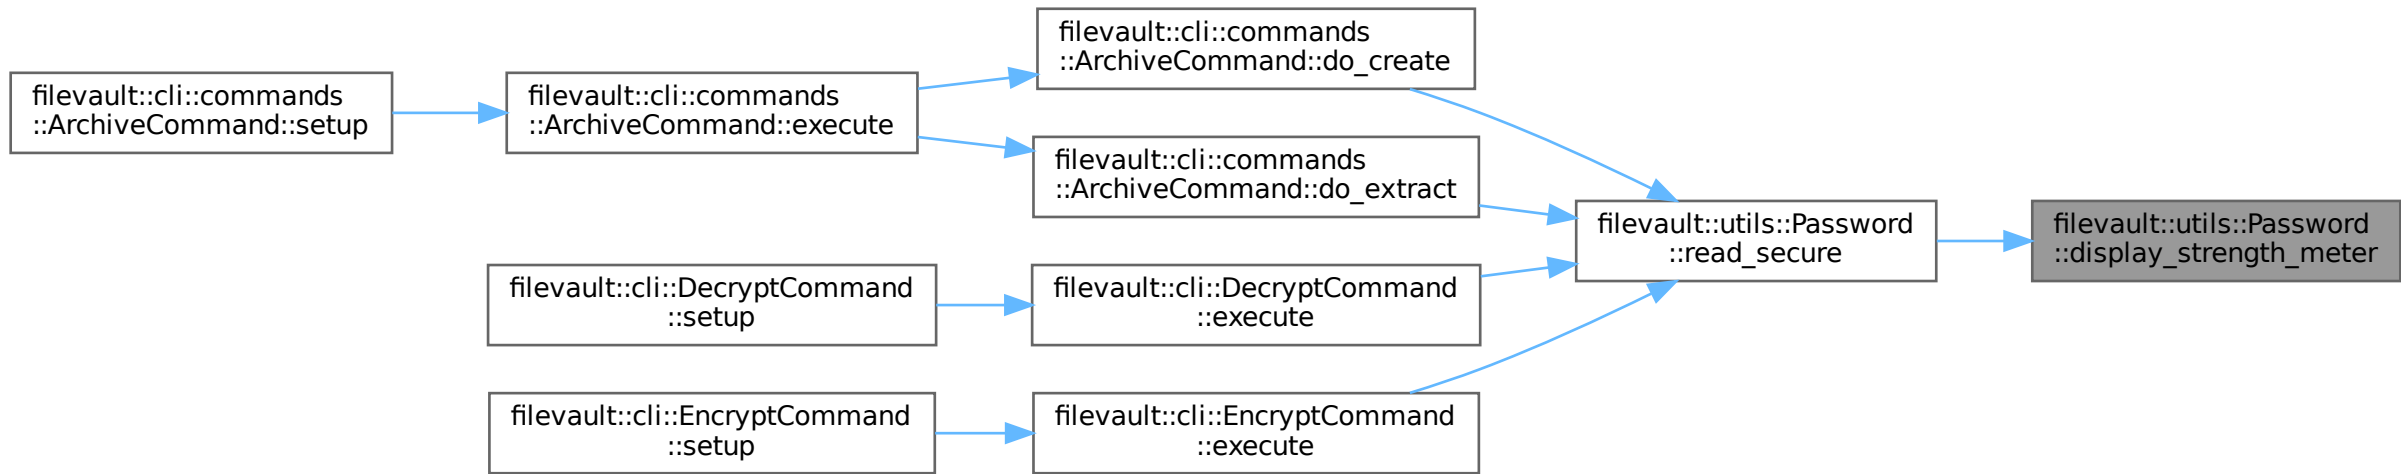 filevault::cli::commands
::ArchiveCommand::setup
filevault::cli::commands
::ArchiveCommand::execute
filevault::cli::commands
::ArchiveCommand::do_create
filevault::cli::commands
::ArchiveCommand::do_extract
filevault::cli::DecryptCommand
::setup
filevault::cli::DecryptCommand
::execute
filevault::cli::EncryptCommand
::setup
filevault::cli::EncryptCommand
::execute
filevault::utils::Password
::read_secure
filevault::utils::Password
::display_strength_meter